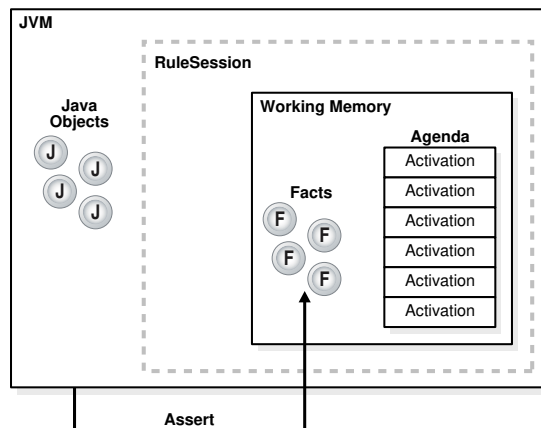 JVM
RuleSession
Java
Objects
J
J
J
J
Working Memory
Facts
F
F
F
F
Agenda
Activation
Activation
Activation
Activation
Activation
Activation
Assert